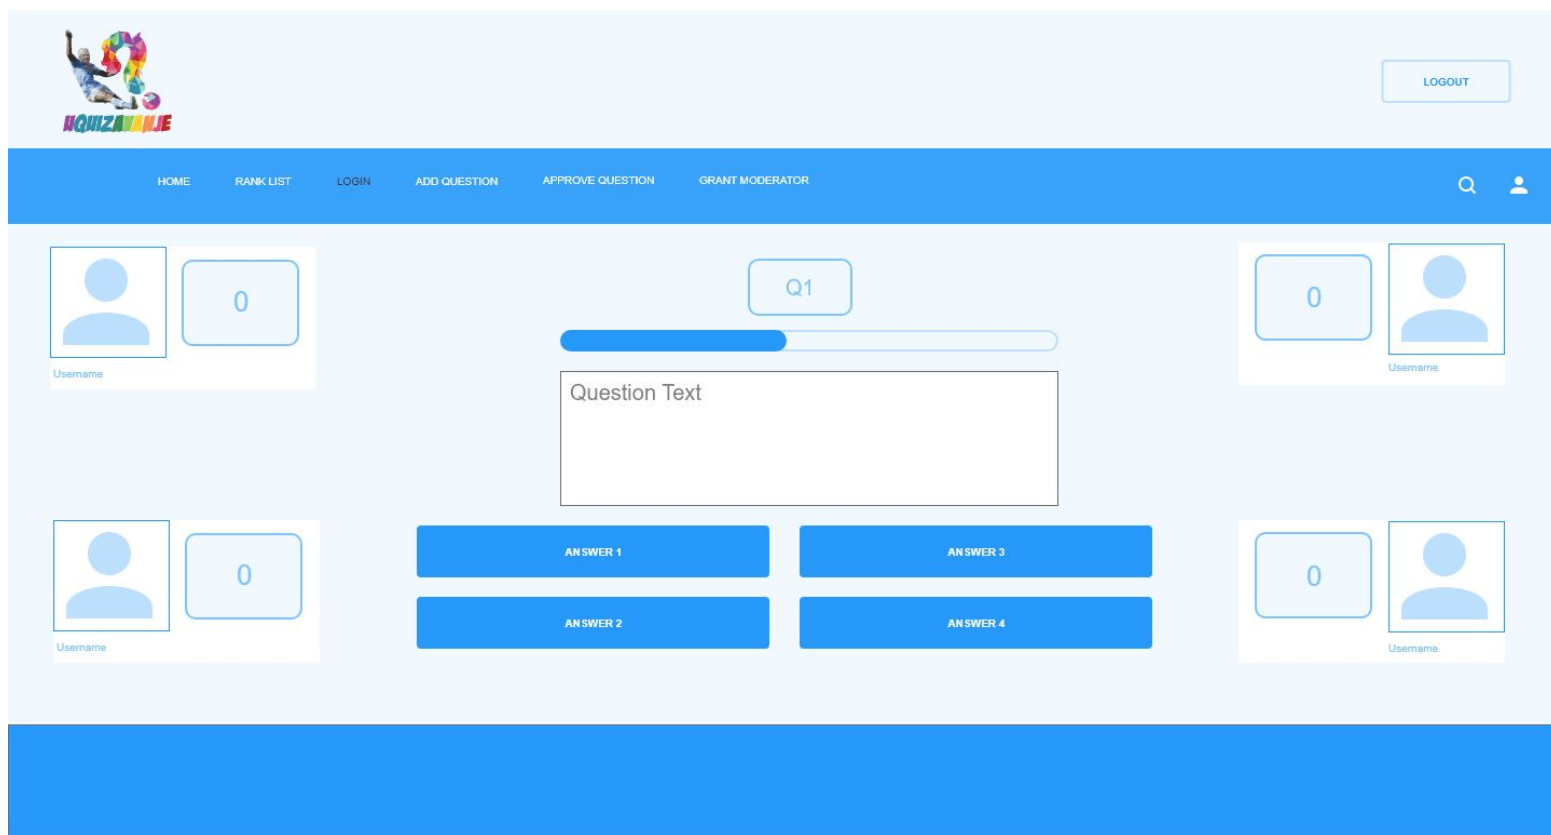 UQUIZAVANJE
LOGOUT
HOME RANK LIST LOGIN ADD QUESTION APPROVE QUESTION GRANT MODERATOR
0
Username
Q1
Question Text
0
Username
0
Username
ANSWER 1
ANSWER 3
ANSWER 2
ANSWER 4
0
Username